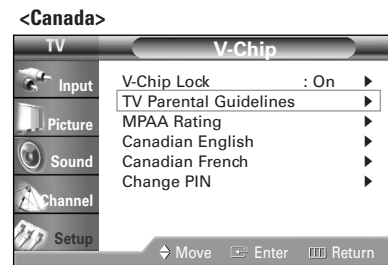 <Canada>
TV V-Chip
Input
Picture
Sound
Channel
Setup
V-Chip Lock : On ▶
TV Parental Guidelines ▶
MPAA Rating ▶
Canadian English ▶
Canadian French ▶
Change PIN ▶
Move Enter Return